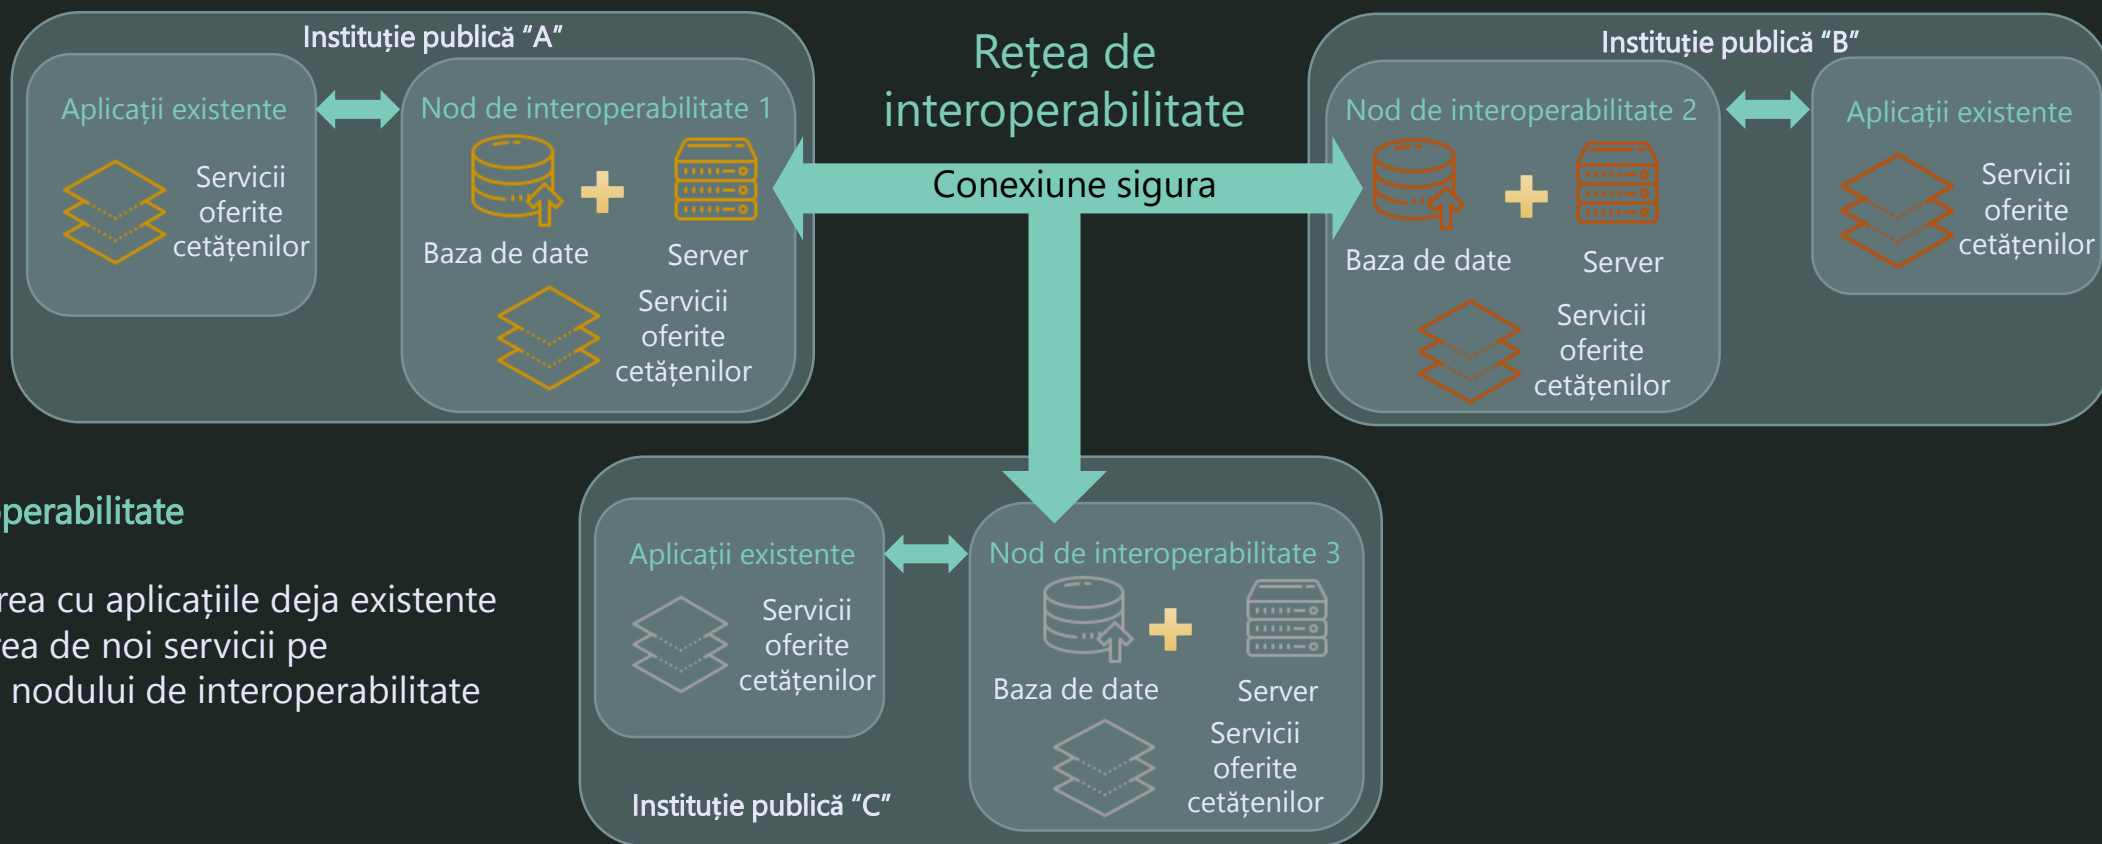 Instituție publică “A”
Aplicații existente
Servicii
oferite
cetățenilor
Nod de interoperabilitate 1
Baza de date
Server
Servicii
oferite
cetățenilor
Rețea de
interoperabilitate
Conexiune sigura
Instituție publică “B”
Nod de interoperabilitate 2
Baza de date
Server
Servicii
oferite
cetățenilor
Aplicații existente
Servicii
oferite
cetățenilor
operabilitate
rea cu aplicațiile deja existente
rea de noi servicii pe
nodului de interoperabilitate
Aplicații existente
Servicii
oferite
cetățenilor
Nod de interoperabilitate 3
Baza de date
Server
Servicii
oferite
cetățenilor
Instituție publică “C”